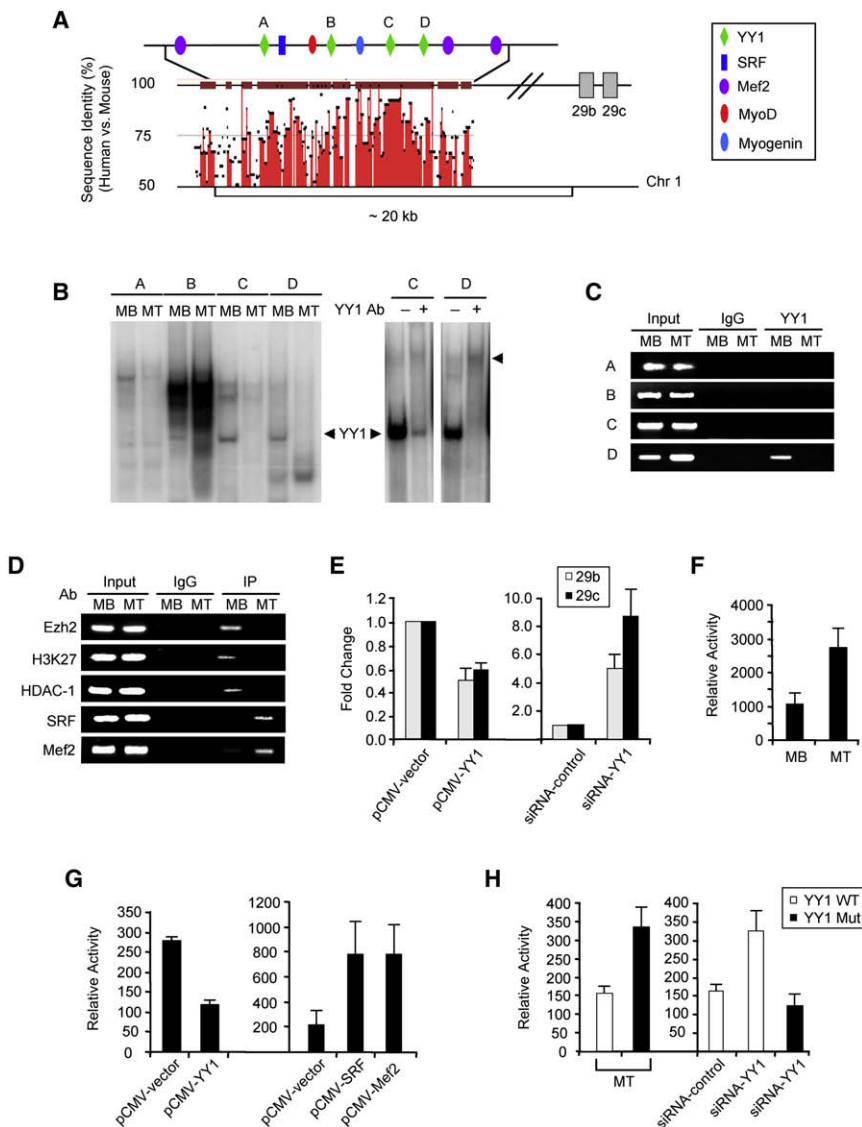 A
A B C D
YY1
SRF
Mef2
MyoD
Myogenin
Sequence Identity (%)
(Human vs. Mouse)
100
75
50
29b 29c
Chr 1
~ 20 kb
B
A B C D
MB MT MB MT MB MT MB MT
YY1
C D
YY1 Ab – + – +
C
Input IgG YY1
MB MT MB MT MB MT
A
B
C
D
D
Ab Input IgG IP
MB MT MB MT MB MT
Ezh2
H3K27
HDAC-1
SRF
Mef2
E
29b
29c
Fold Change
1.2
1.0
0.8
0.6
0.4
0.2
0.0
pCMV-vector
pCMV-YY1
10.0
8.0
6.0
4.0
2.0
siRNA-control
siRNA-YY1
F
Relative Activity
4000
3000
2000
1000
0
MB MT
G
Relative Activity
350
300
250
200
150
100
50
0
pCMV-vector
pCMV-YY1
1200
1000
800
600
400
200
pCMV-vector
pCMV-SRF
pCMV-Mef2
H
YY1 WT
YY1 Mut
Relative Activity
400
350
300
250
200
150
100
50
0
MT
400
350
300
250
200
150
100
50
siRNA-control
siRNA-YY1
siRNA-YY1